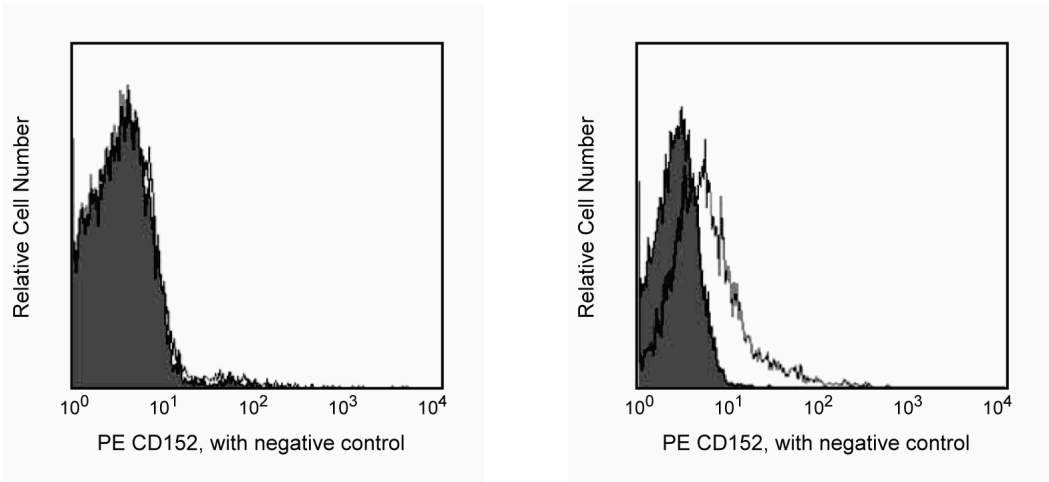 Relative Cell Number
10⁰ 10¹ 10² 10³ 10⁴
PE CD152, with negative control
Relative Cell Number
10⁰ 10¹ 10² 10³ 10⁴
PE CD152, with negative control